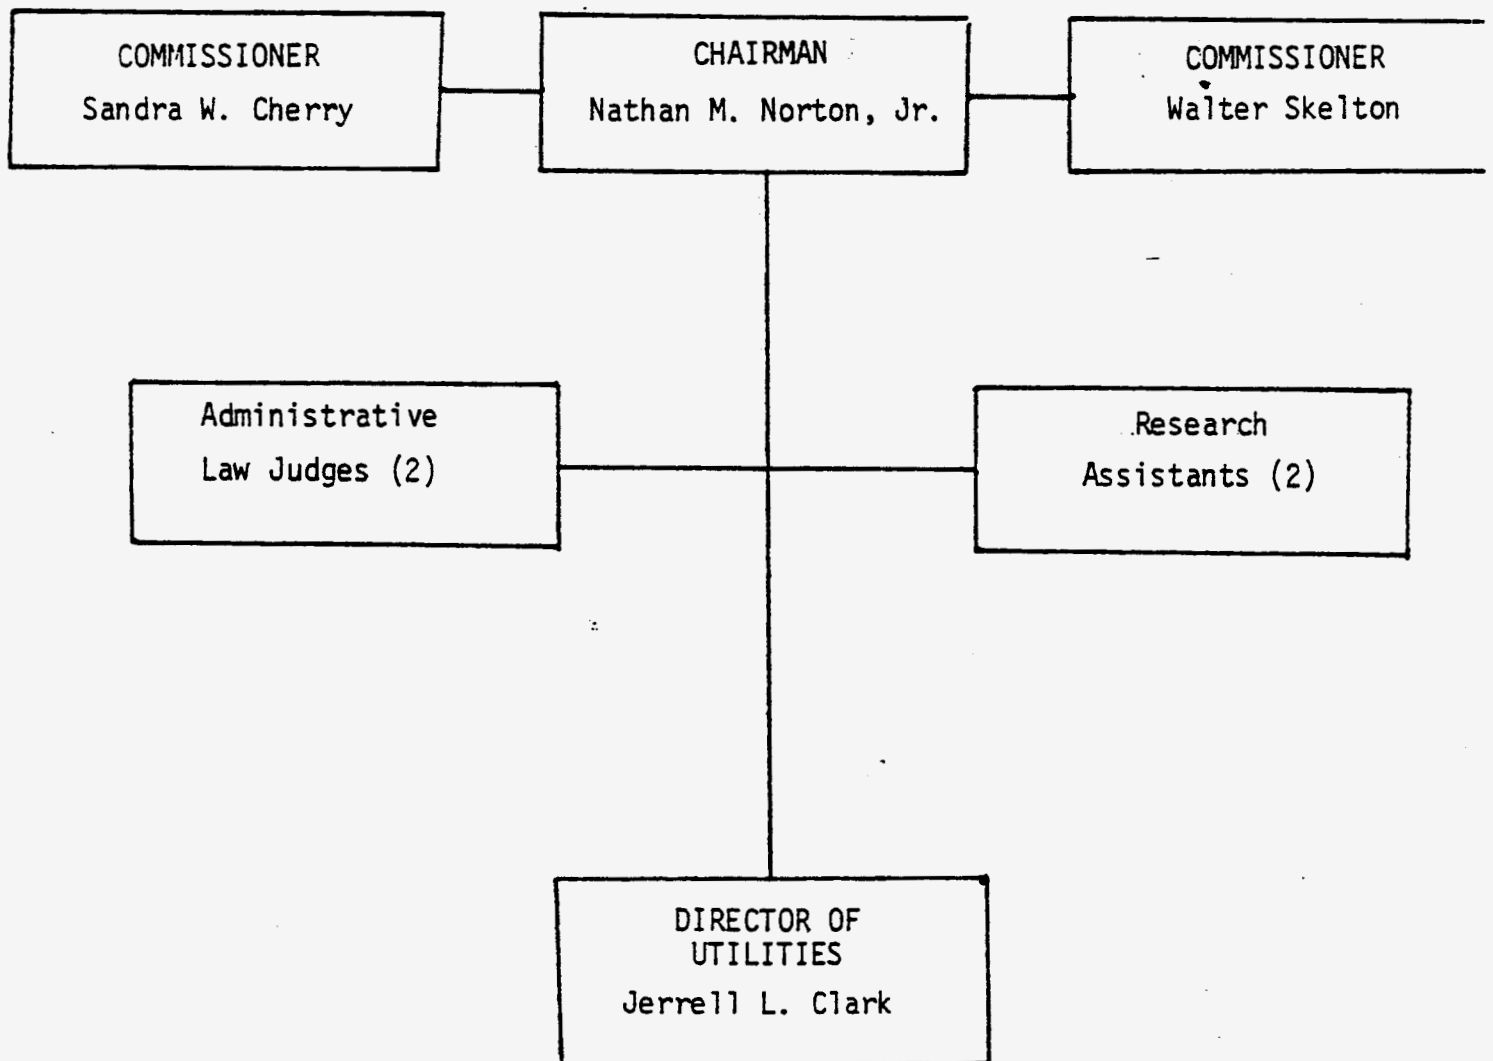 COMMISSIONER
Sandra W. Cherry
CHAIRMAN
Nathan M. Norton, Jr.
COMMISSIONER
Walter Skelton
Administrative
Law Judges (2)
Research
Assistants (2)
DIRECTOR OF
UTILITIES
Jerrell L. Clark